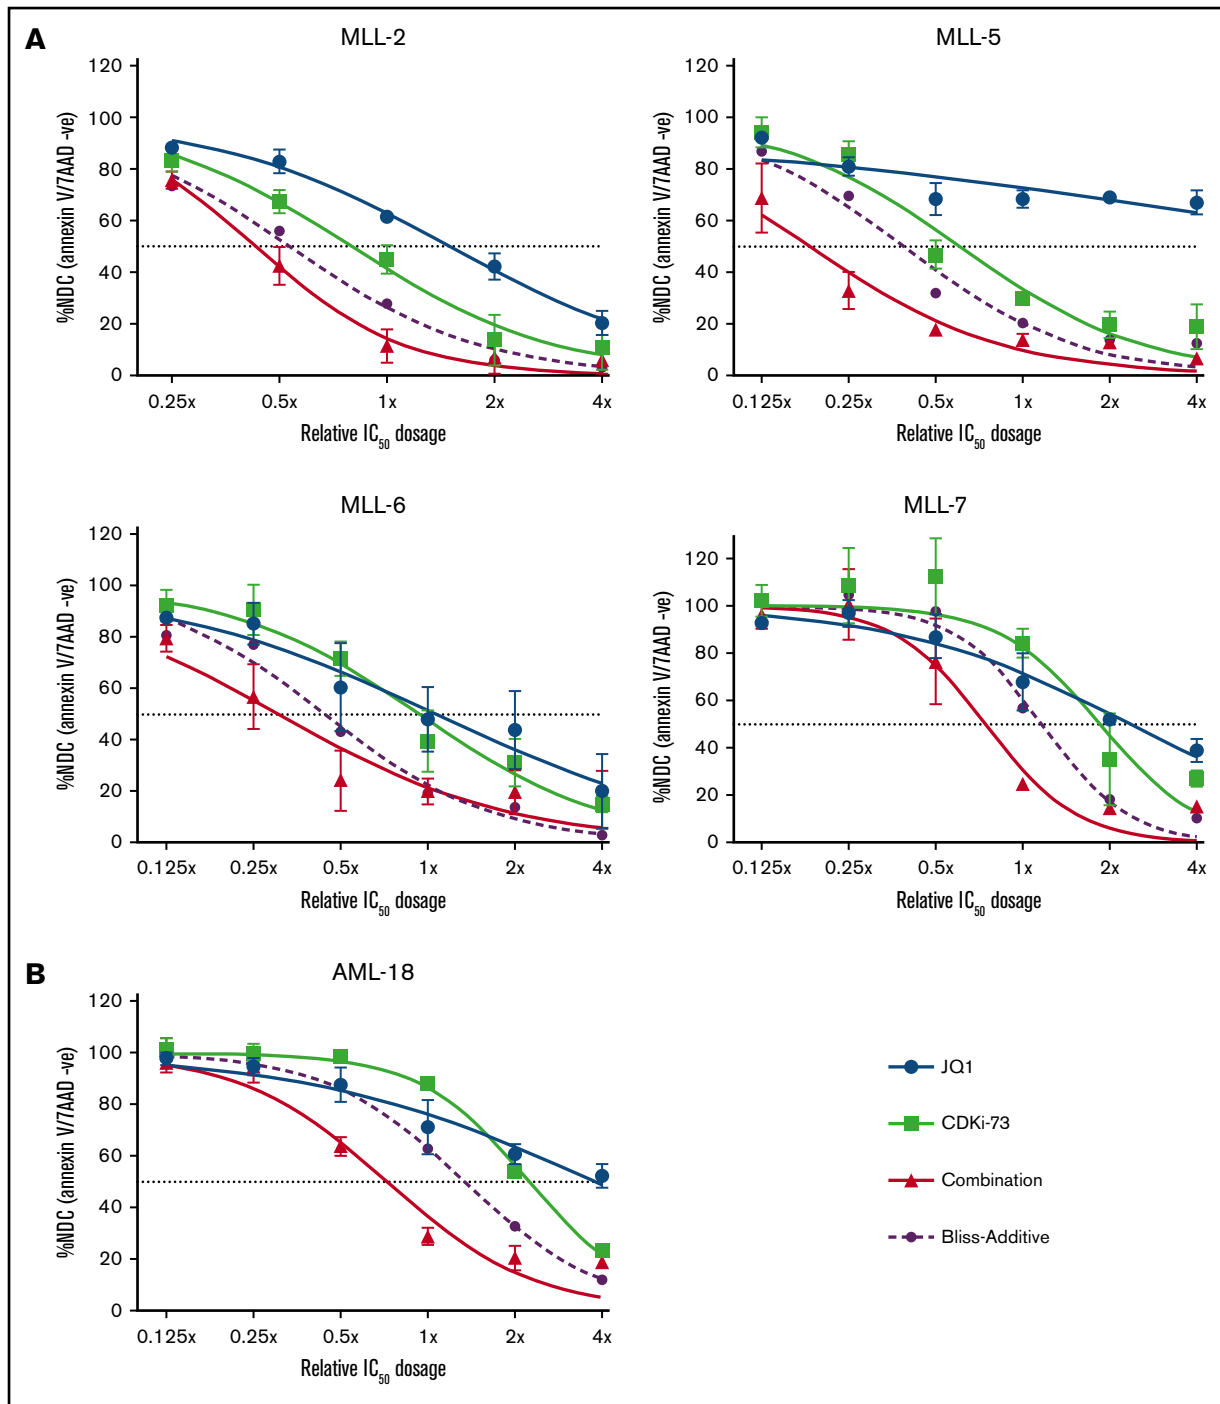 A
MLL-2
120
100
80
60
40
20
0
%NDC (annexin V/7AAD -ve)
0.25x 0.5x 1x 2x 4x
Relative IC50 dosage
MLL-5
120
100
80
60
40
20
0
%NDC (annexin V/7AAD -ve)
0.125x 0.25x 0.5x 1x 2x 4x
Relative IC50 dosage
MLL-6
120
100
80
60
40
20
0
%NDC (annexin V/7AAD -ve)
0.125x 0.25x 0.5x 1x 2x 4x
Relative IC50 dosage
MLL-7
120
100
80
60
40
20
0
%NDC (annexin V/7AAD -ve)
0.125x 0.25x 0.5x 1x 2x 4x
Relative IC50 dosage
B
AML-18
120
100
80
60
40
20
0
%NDC (annexin V/7AAD -ve)
0.125x 0.25x 0.5x 1x 2x 4x
Relative IC50 dosage
JQ1
CDKi-73
Combination
Bliss-Additive